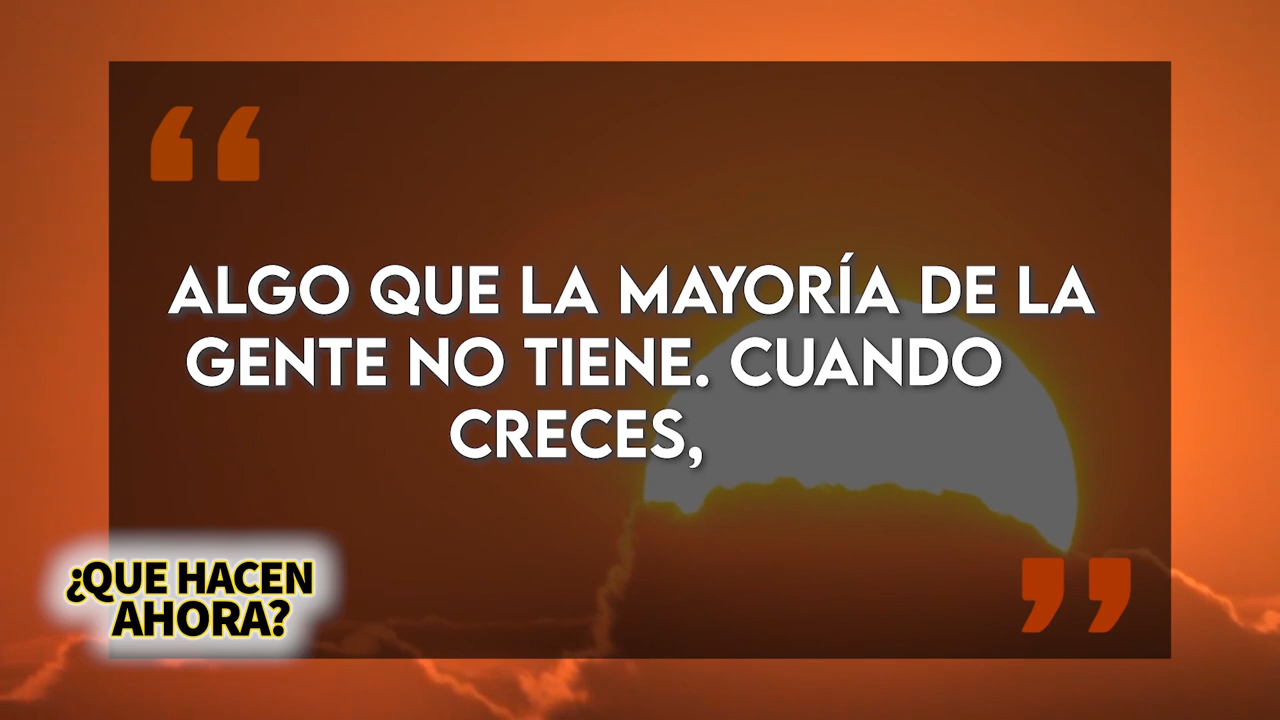 ALGO QUE LA MAYORÍA DE LA
GENTE NO TIENE. CUANDO
CRECES,
¿QUE HACEN
AHORA?